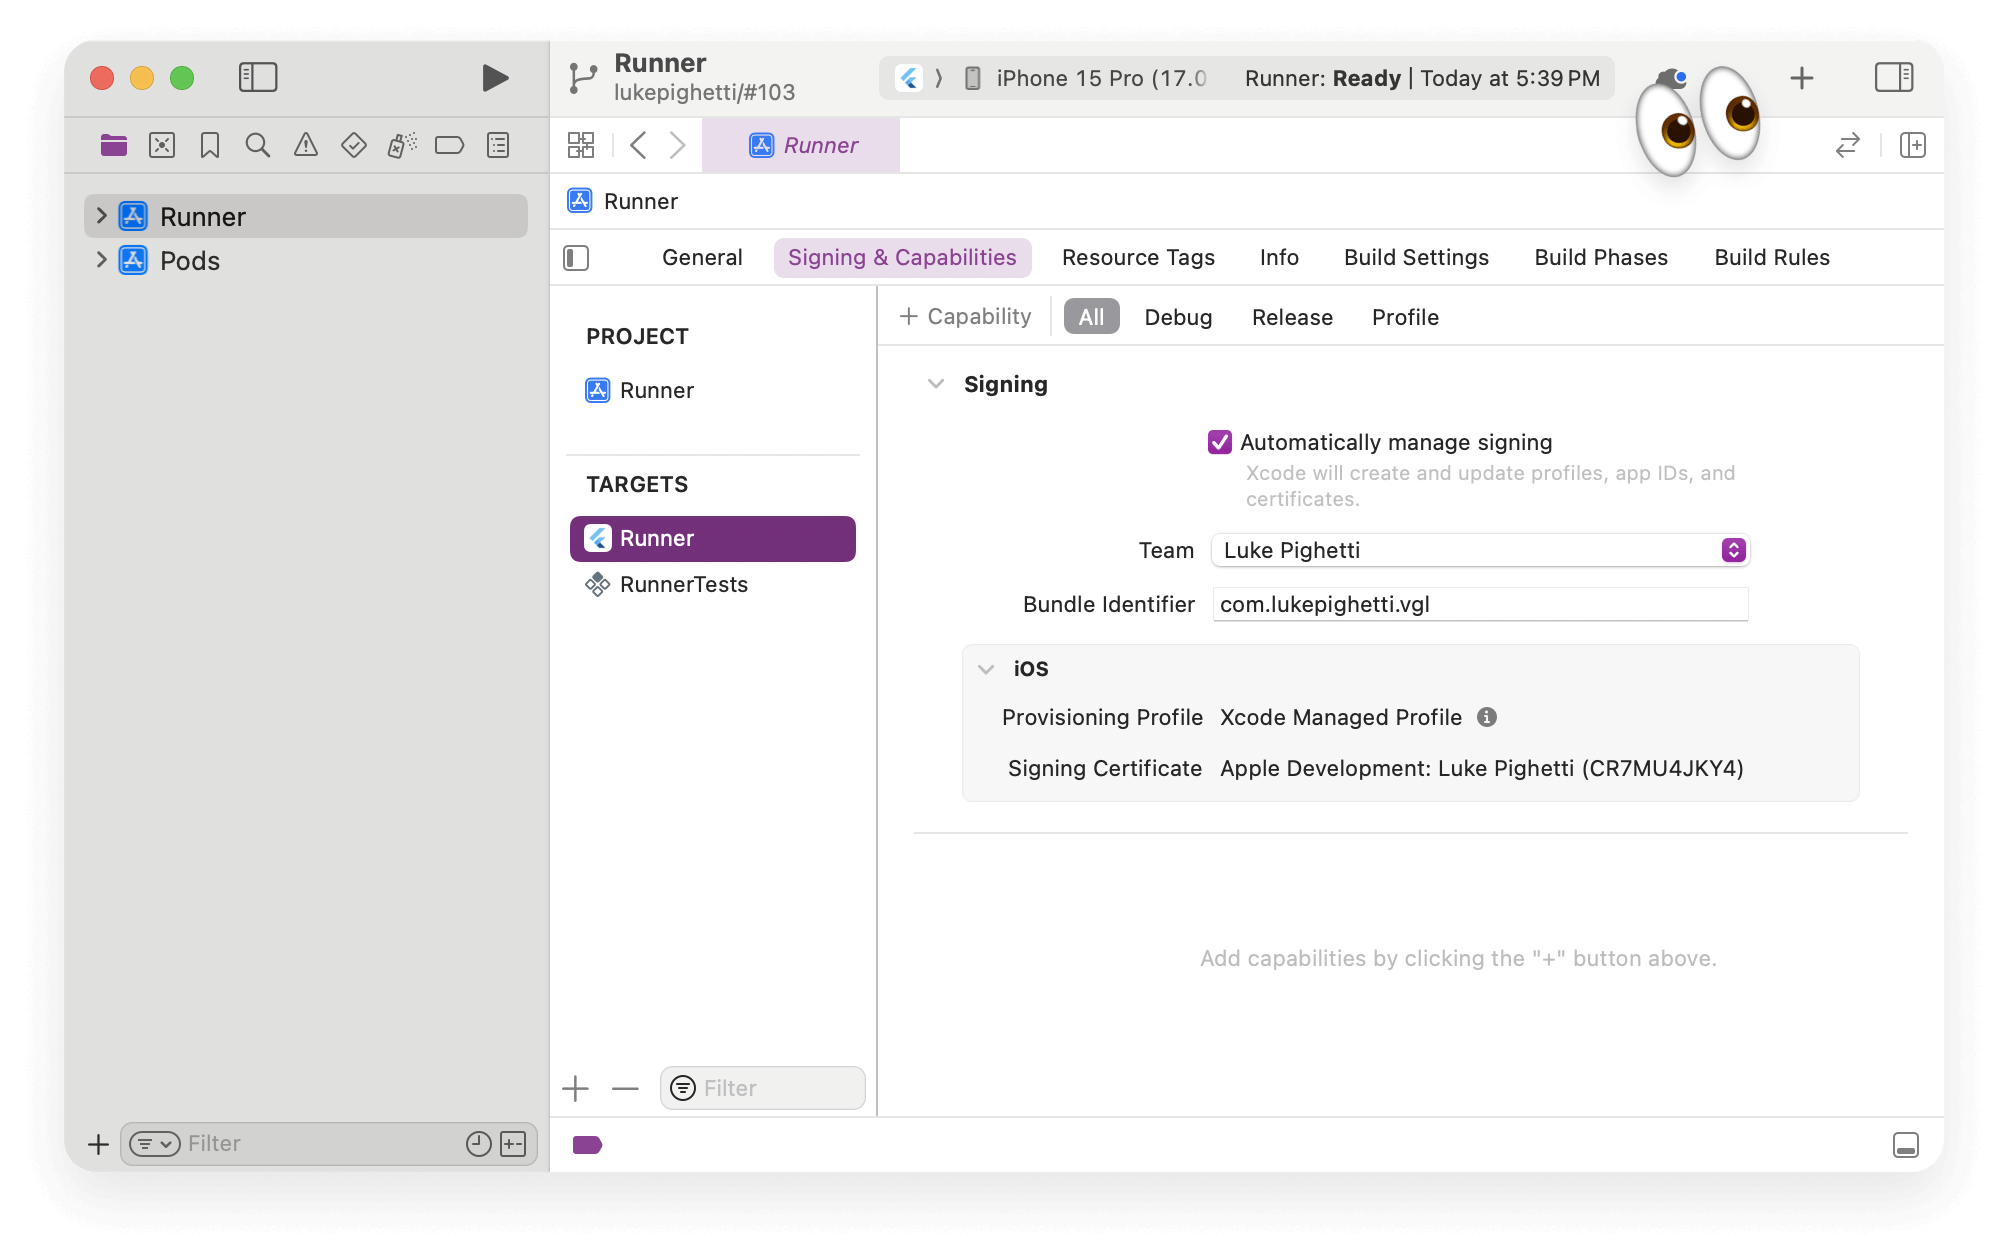 Runner
lukepighetti/#103
iPhone 15 Pro (17.0
Runner: Ready | Today at 5:39 PM
Runner
Runner
Pods
Runner
General
Signing & Capabilities
Resource Tags
Info
Build Settings
Build Phases
Build Rules
PROJECT
Runner
TARGETS
Runner
RunnerTests
Filter
+ Capability
All
Debug
Release
Profile
Signing
Automatically manage signing
Xcode will create and update profiles, app IDs, and
certificates.
Team Luke Pighetti
Bundle Identifier com.lukepighetti.vgl
iOS
Provisioning Profile Xcode Managed Profile
Signing Certificate Apple Development: Luke Pighetti (CR7MU4JKY4)
Add capabilities by clicking the "+" button above.
Filter